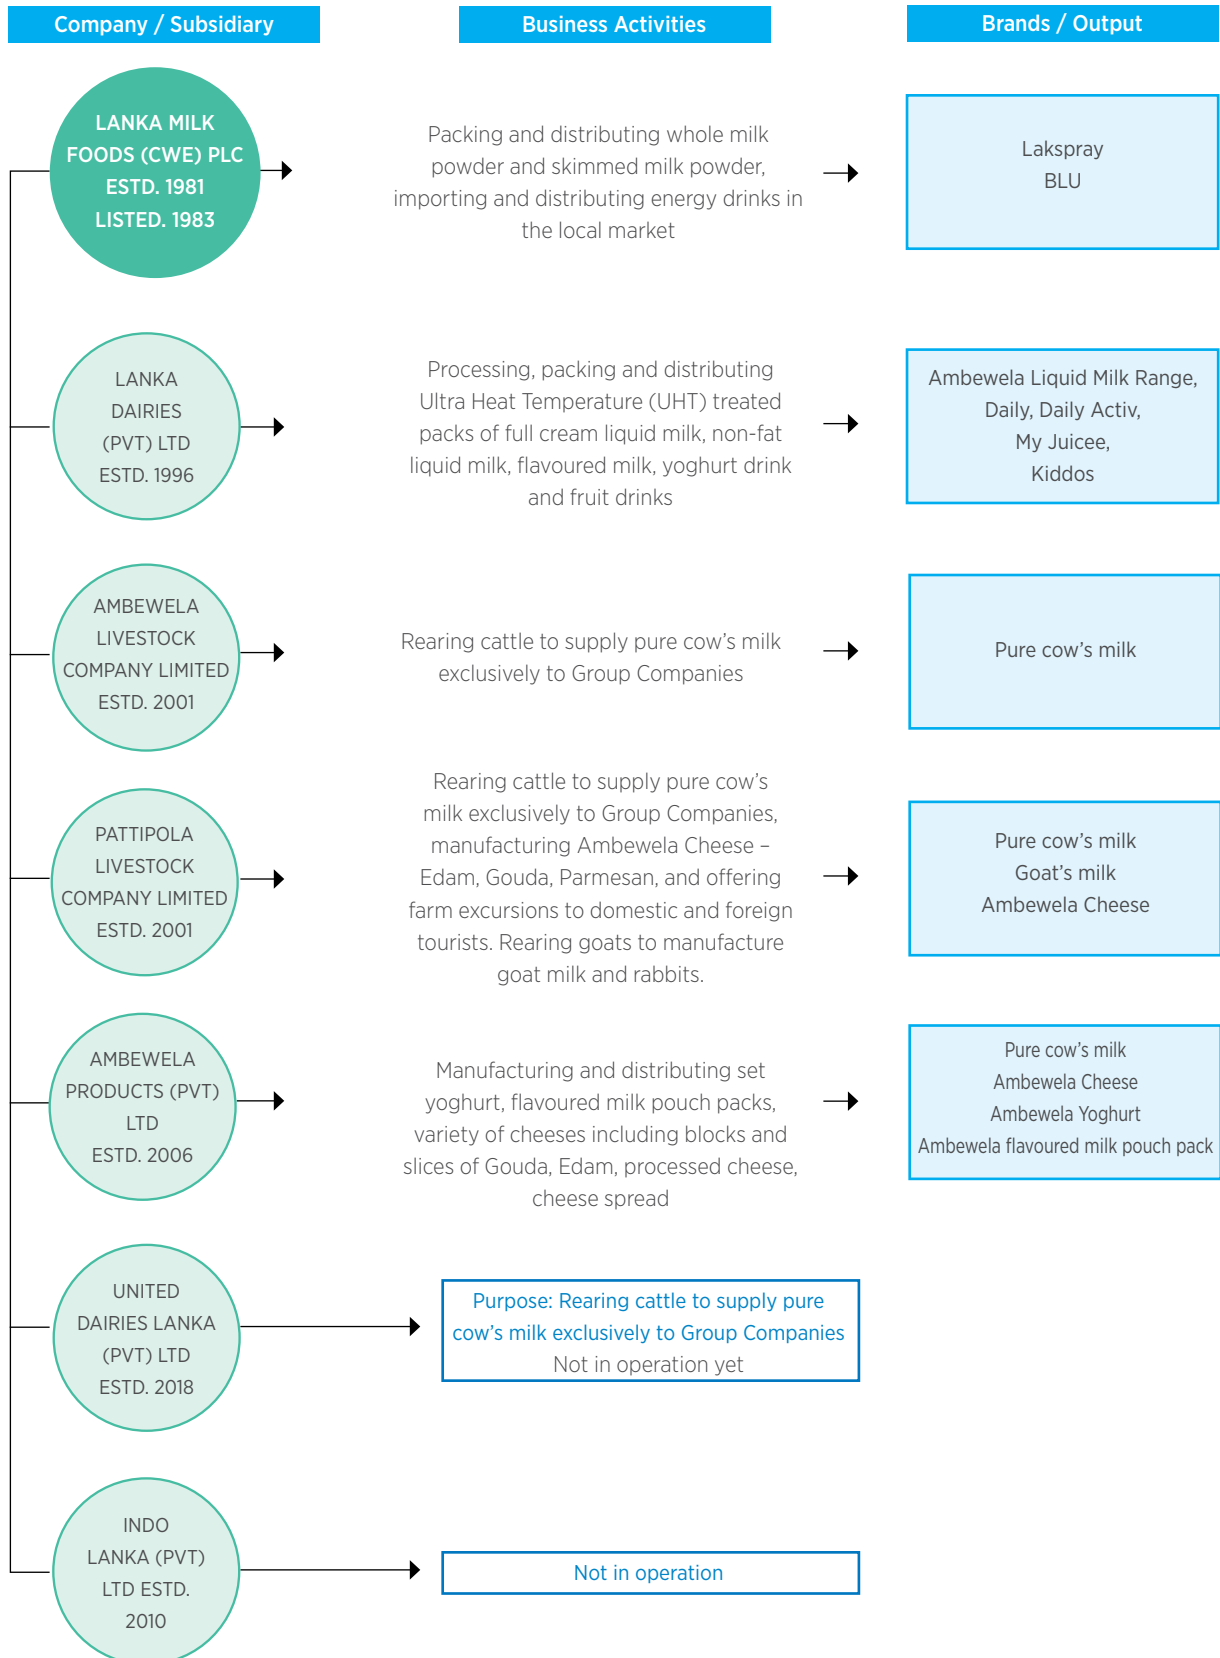 Company / Subsidiary
Business Activities
Brands / Output
LANKA MILK
FOODS (CWE) PLC
ESTD. 1981
LISTED. 1983
Packing and distributing whole milk
powder and skimmed milk powder,
importing and distributing energy drinks in
the local market
Lakspray
BLU
LANKA
DAIRIES
(PVT) LTD
ESTD. 1996
Processing, packing and distributing
Ultra Heat Temperature (UHT) treated
packs of full cream liquid milk, non-fat
liquid milk, flavoured milk, yoghurt drink
and fruit drinks
Ambewela Liquid Milk Range,
Daily, Daily Activ,
My Juicee,
Kiddos
AMBEWELA
LIVESTOCK
COMPANY LIMITED
ESTD. 2001
Rearing cattle to supply pure cow’s milk
exclusively to Group Companies
Pure cow’s milk
PATTIPOLA
LIVESTOCK
COMPANY LIMITED
ESTD. 2001
Rearing cattle to supply pure cow’s
milk exclusively to Group Companies,
manufacturing Ambewela Cheese –
Edam, Gouda, Parmesan, and offering
farm excursions to domestic and foreign
tourists. Rearing goats to manufacture
goat milk and rabbits.
Pure cow’s milk
Goat’s milk
Ambewela Cheese
AMBEWELA
PRODUCTS (PVT)
LTD
ESTD. 2006
Manufacturing and distributing set
yoghurt, flavoured milk pouch packs,
variety of cheeses including blocks and
slices of Gouda, Edam, processed cheese,
cheese spread
Pure cow’s milk
Ambewela Cheese
Ambewela Yoghurt
Ambewela flavoured milk pouch pack
UNITED
DAIRIES LANKA
(PVT) LTD
ESTD. 2018
Purpose: Rearing cattle to supply pure
cow’s milk exclusively to Group Companies
Not in operation yet
INDO
LANKA (PVT)
LTD ESTD.
2010
Not in operation